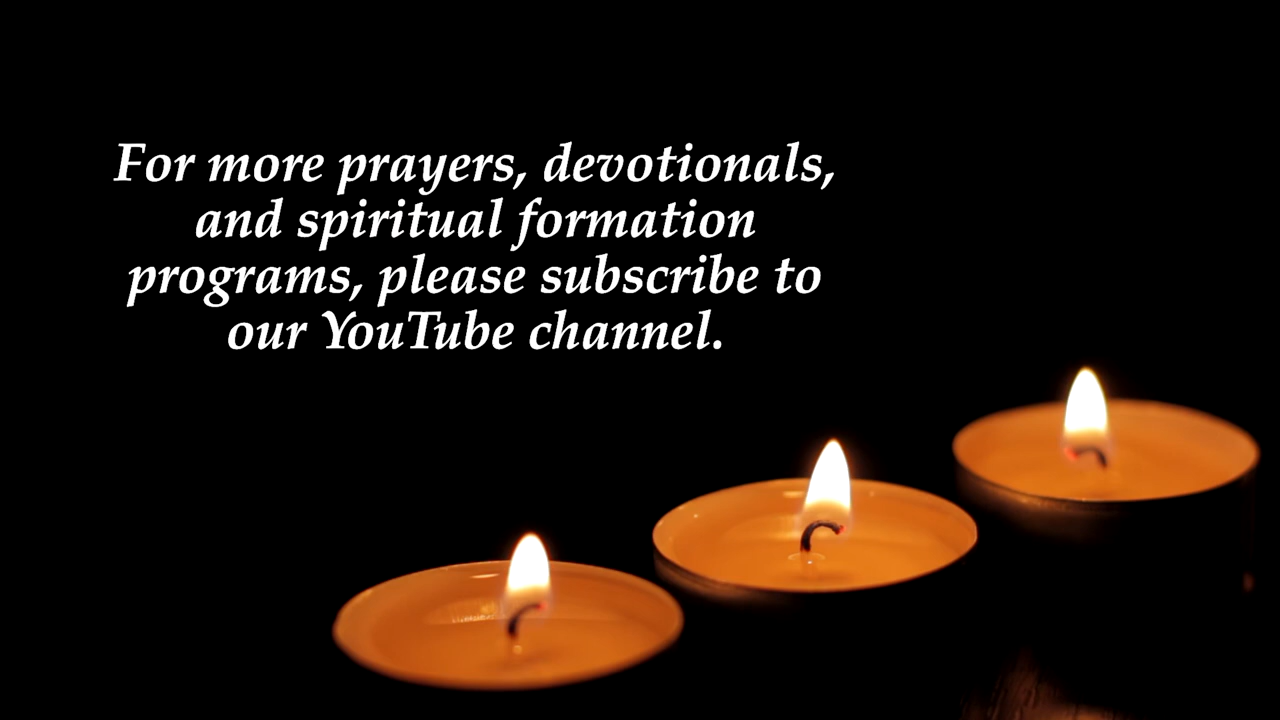 For more prayers, devotionals,
and spiritual formation
programs, please subscribe to
our YouTube channel.